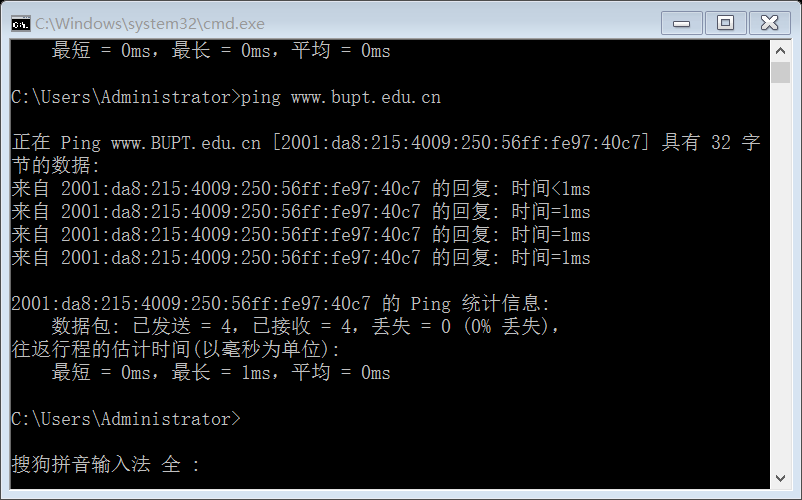 C:\Windows\system32\cmd.exe
最短 = 0ms，最长 = 0ms，平均 = 0ms
C:\Users\Administrator>ping www.bupt.edu.cn
正在 Ping www.BUPT.edu.cn [2001:da8:215:4009:250:56ff:fe97:40c7] 具有 32 字
节的数据:
来自 2001:da8:215:4009:250:56ff:fe97:40c7 的回复: 时间<1ms
来自 2001:da8:215:4009:250:56ff:fe97:40c7 的回复: 时间=1ms
来自 2001:da8:215:4009:250:56ff:fe97:40c7 的回复: 时间=1ms
来自 2001:da8:215:4009:250:56ff:fe97:40c7 的回复: 时间=1ms
2001:da8:215:4009:250:56ff:fe97:40c7 的 Ping 统计信息:
数据包: 已发送 = 4，已接收 = 4，丢失 = 0 (0% 丢失)，
往返行程的估计时间(以毫秒为单位):
最短 = 0ms，最长 = 1ms，平均 = 0ms
C:\Users\Administrator>
搜狗拼音输入法 全 :